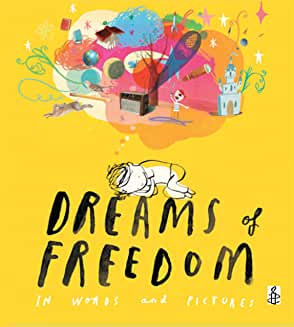 DREAMS of
FREEDOM
IN WORDS and PICTURES